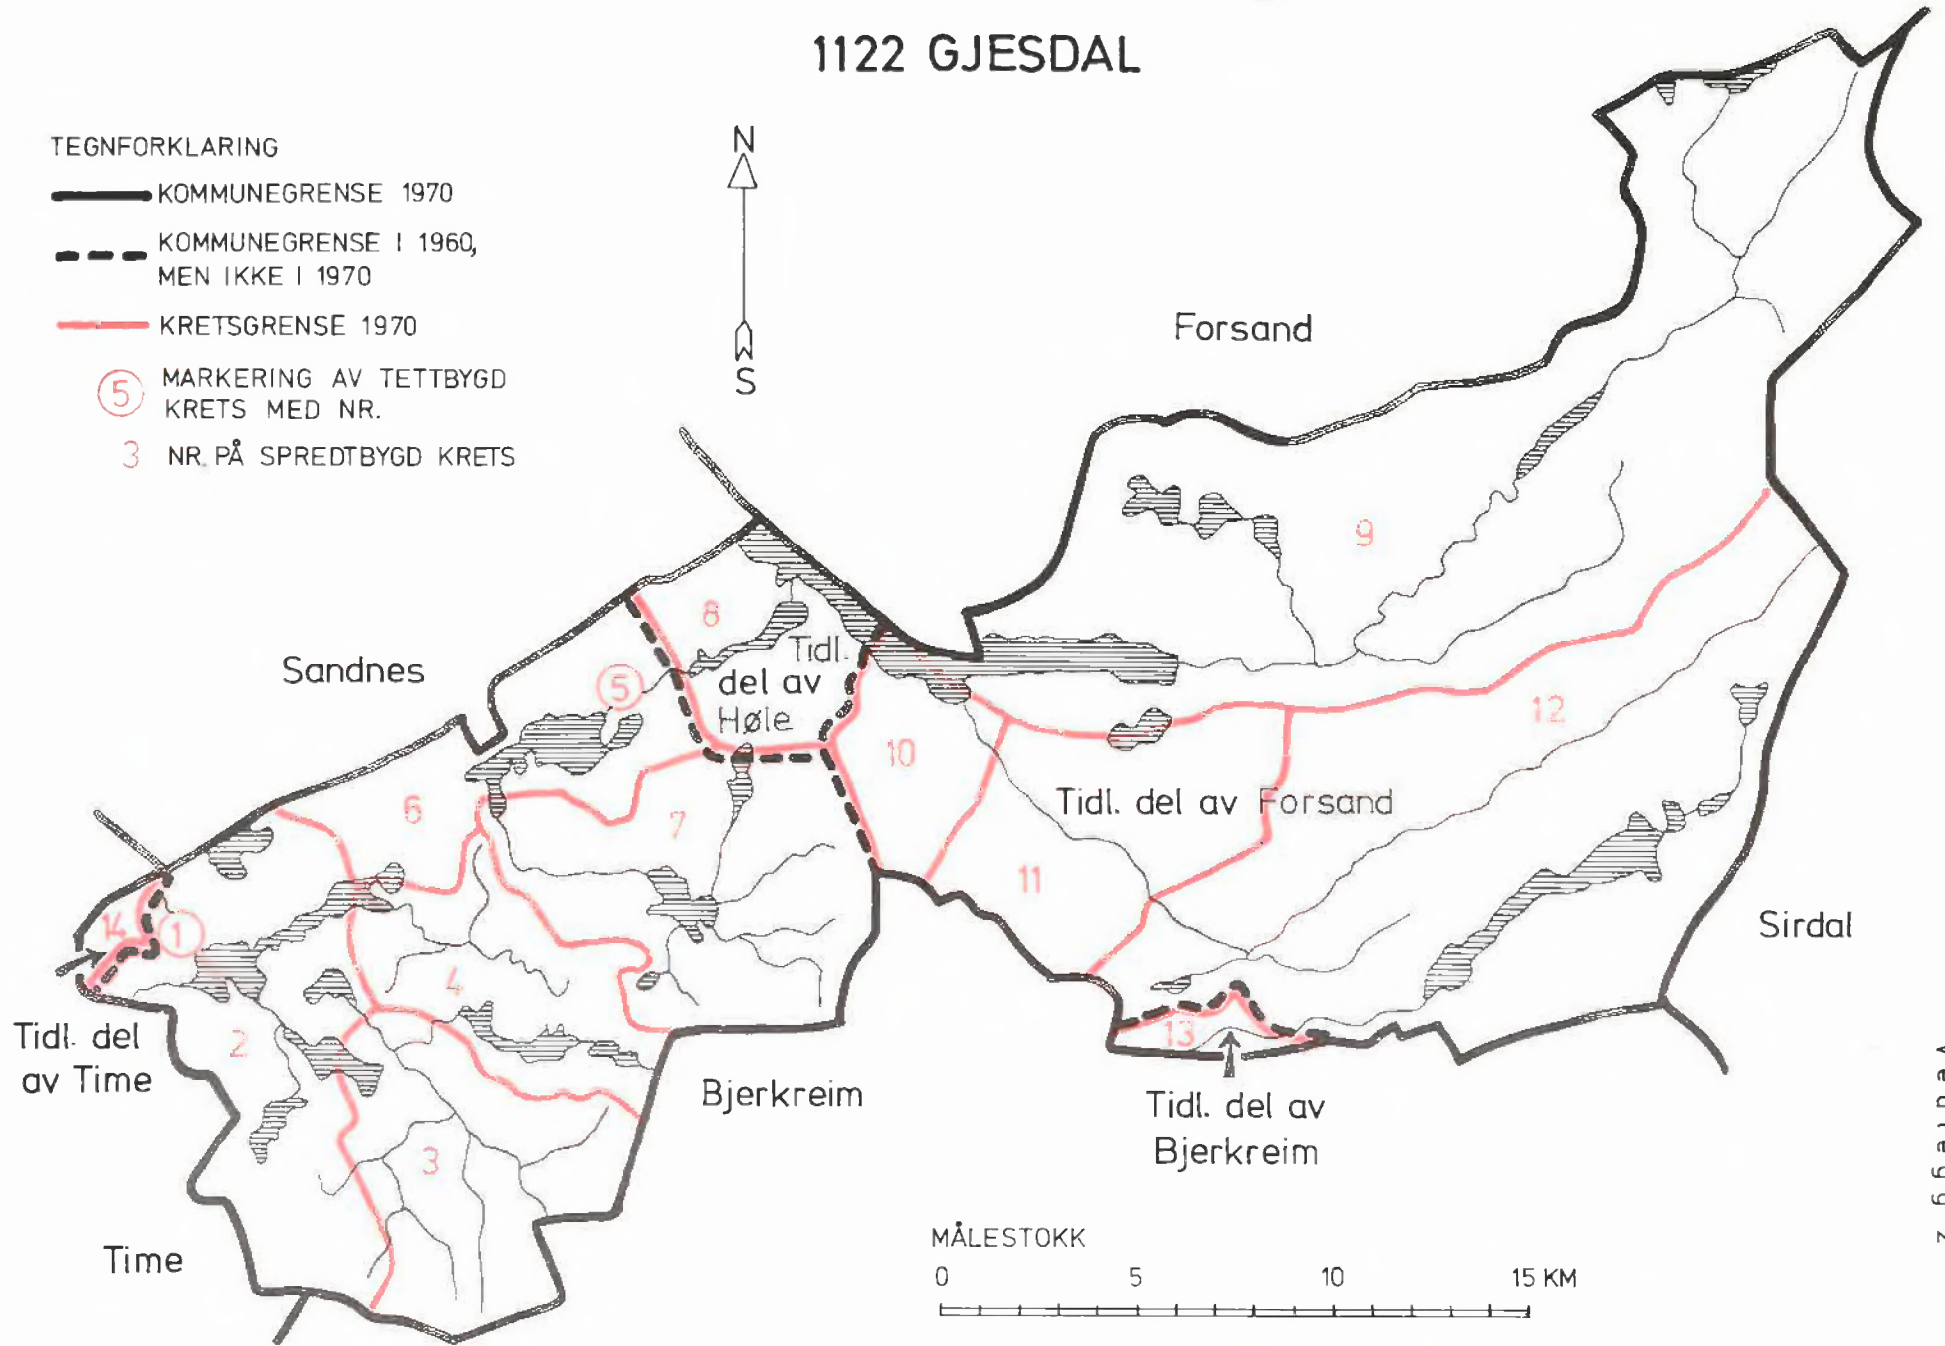 1122 GJESDAL
TEGNFORKLARING
KOMMUNEGRENSE 1970
KOMMUNEGRENSE I 1960,
MEN IKKE I 1970
KRETSGRENSE 1970
5 MARKERING AV TETTBYGD
KRETS MED NR.
3 NR. PÅ SPREDTBYGD KRETS
N
S
Forsand
9
8
Tidl.
del av
Høle
Sandnes
5
12
10
6
7
Tidl. del av Forsand
11
14
1
Sirdal
4
2
13
Tidl. del
av Time
Bjerkreim
Tidl. del av
Bjerkreim
3
Time
MÅLESTOKK
0 5 10 15 KM
Vedlegg 2